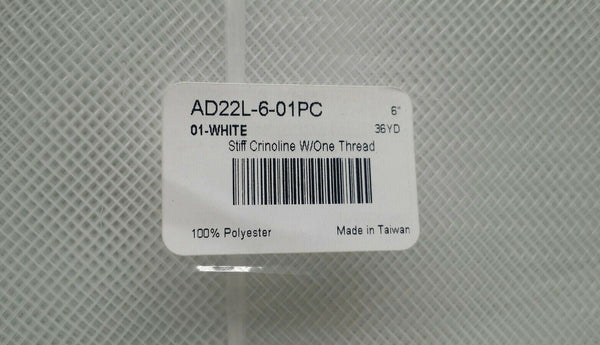 AD22L-6-01PC 6"
01-WHITE 36YD
Stiff Crinoline W/One Thread
100% Polyester Made in Taiwan